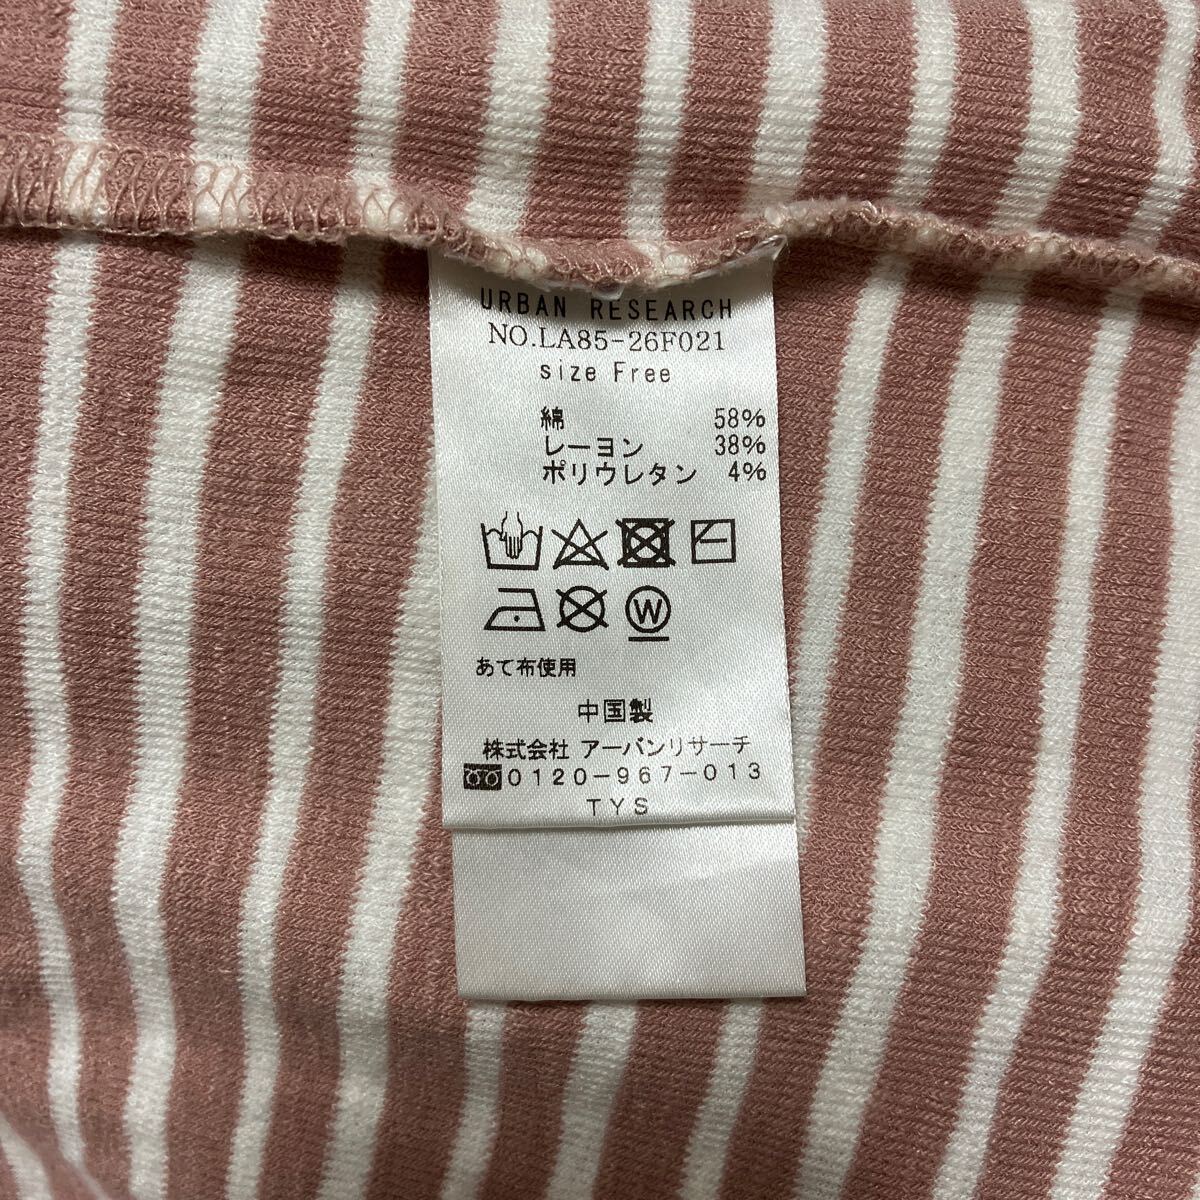 URBAN RESEARCH
NO.LA85-26F021
size Free
綿 58%
レーヨン 38%
ポリウレタン 4%
W
あて布使用
中国製
株式会社 アーバンリサーチ
0120-967-013
TYS